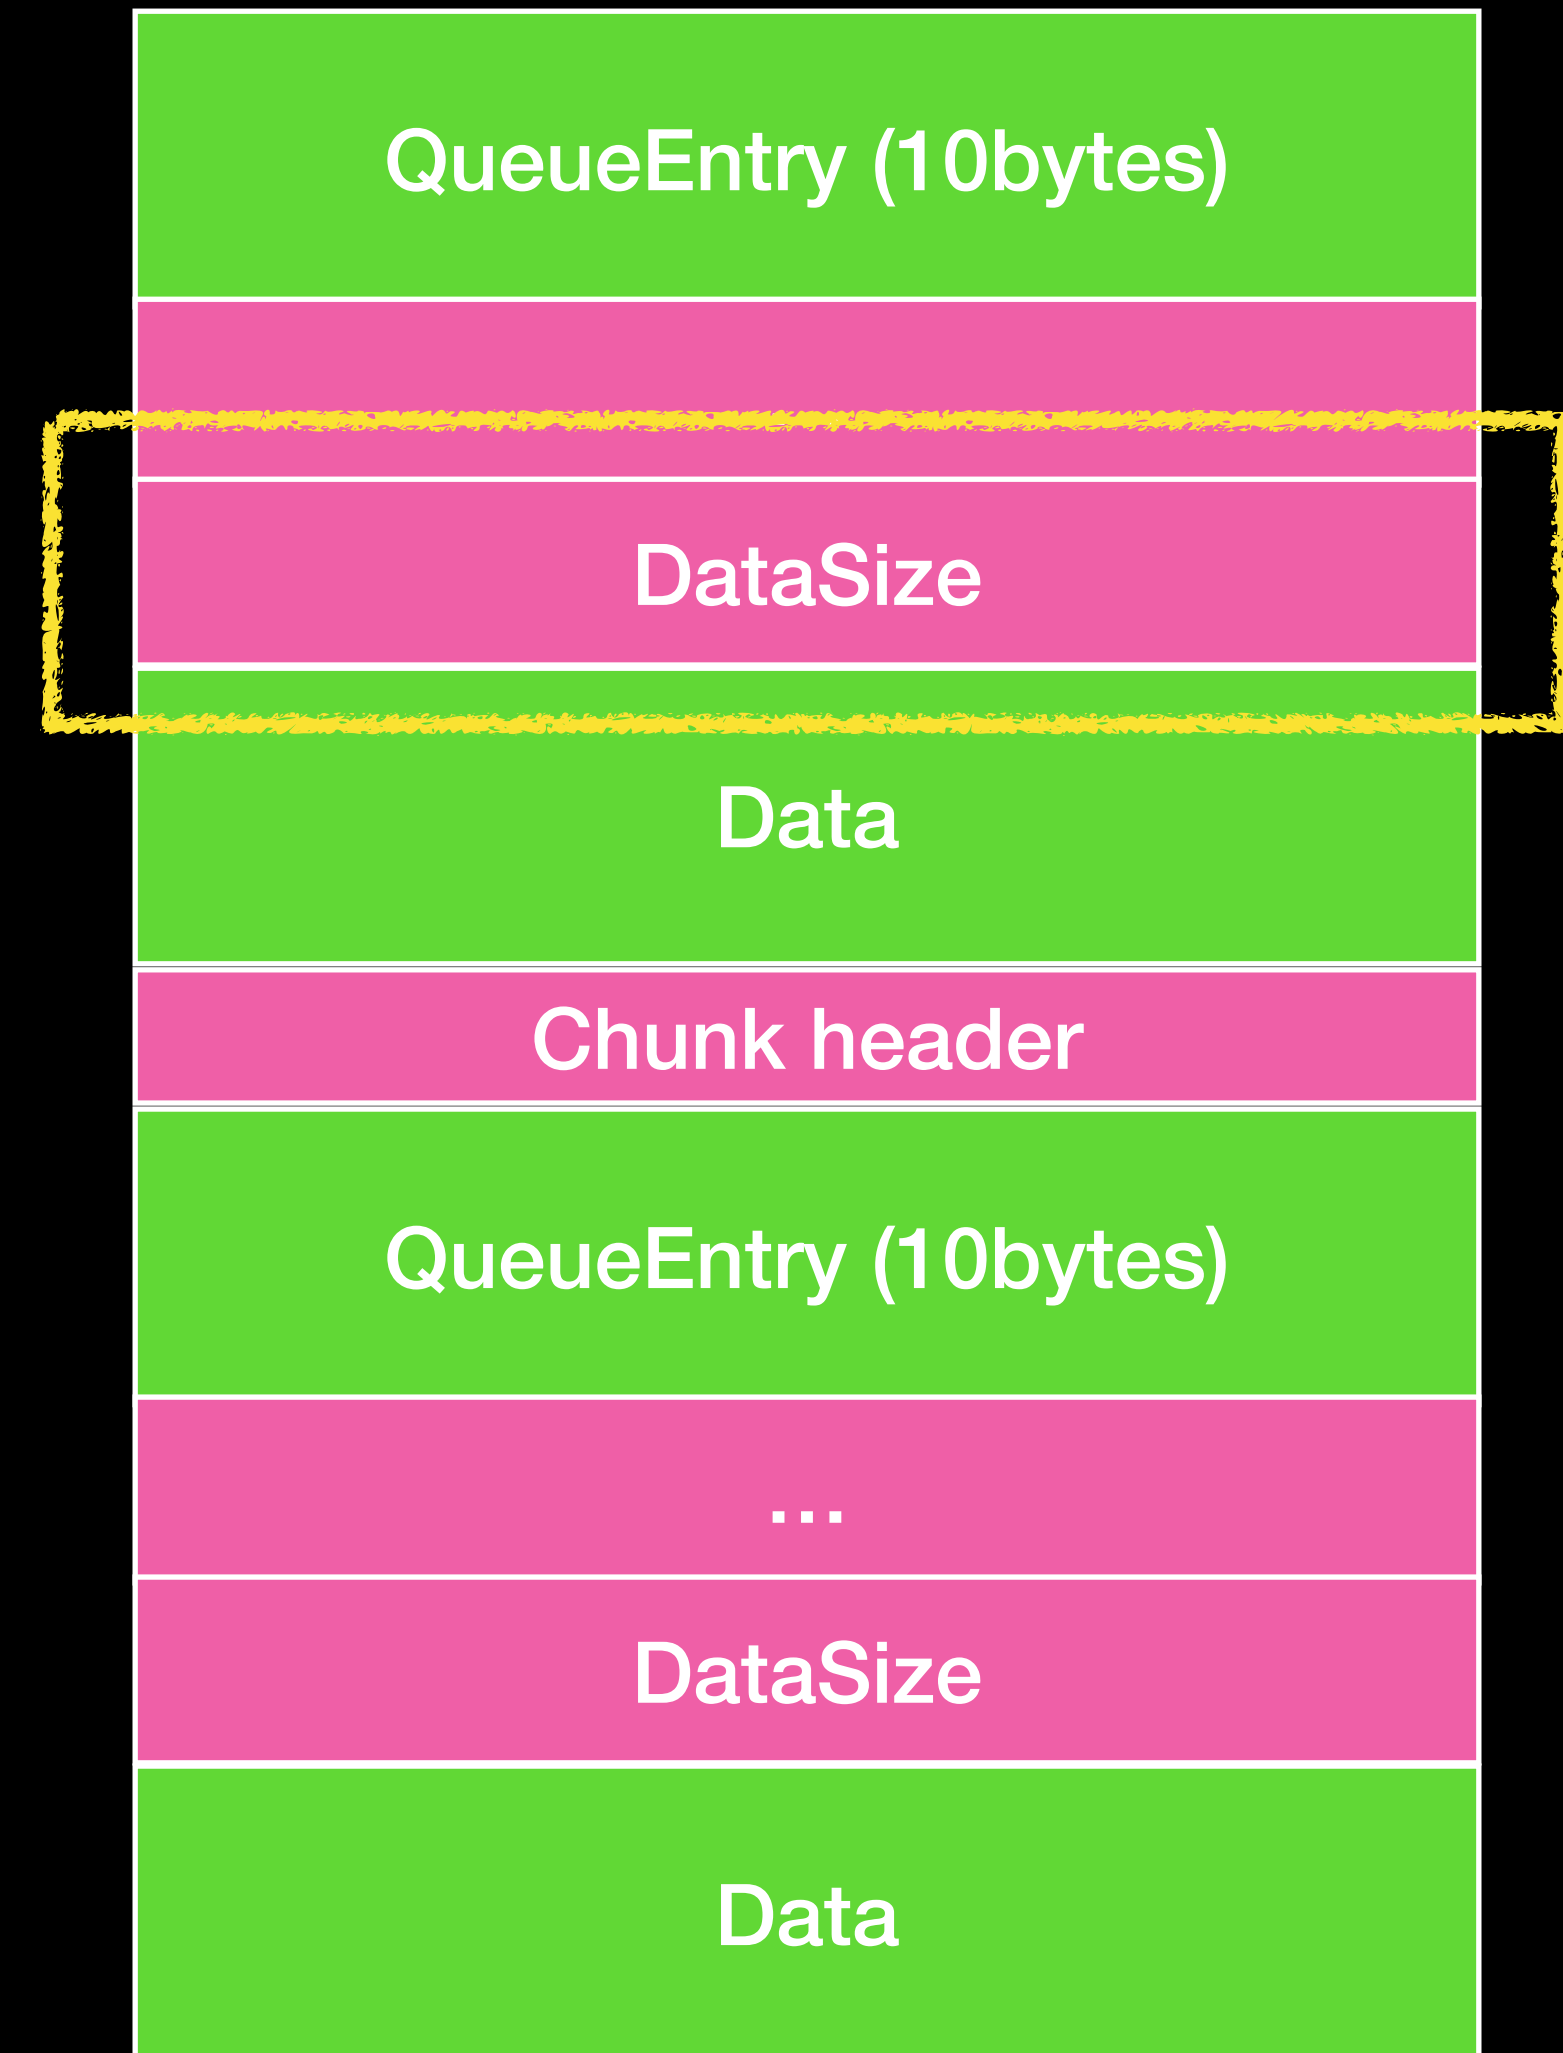 QueueEntry (10bytes)
DataSize
Data
Chunk header
QueueEntry (10bytes)
...
DataSize
Data